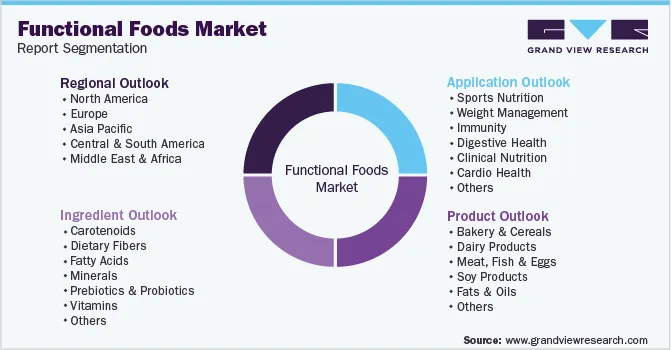 Functional Foods Market
Report Segmentation
GRAND VIEW RESEARCH
Regional Outlook
• North America
• Europe
• Asia Pacific
• Central & South America
• Middle East & Africa
Application Outlook
• Sports Nutrition
• Weight Management
• Immunity
• Digestive Health
• Clinical Nutrition
• Cardio Health
• Others
Functional Foods
Market
Ingredient Outlook
• Carotenoids
• Dietary Fibers
• Fatty Acids
• Minerals
• Prebiotics & Probiotics
• Vitamins
• Others
Product Outlook
• Bakery & Cereals
• Dairy Products
• Meat, Fish & Eggs
• Soy Products
• Fats & Oils
• Others
Source: www.grandviewresearch.com